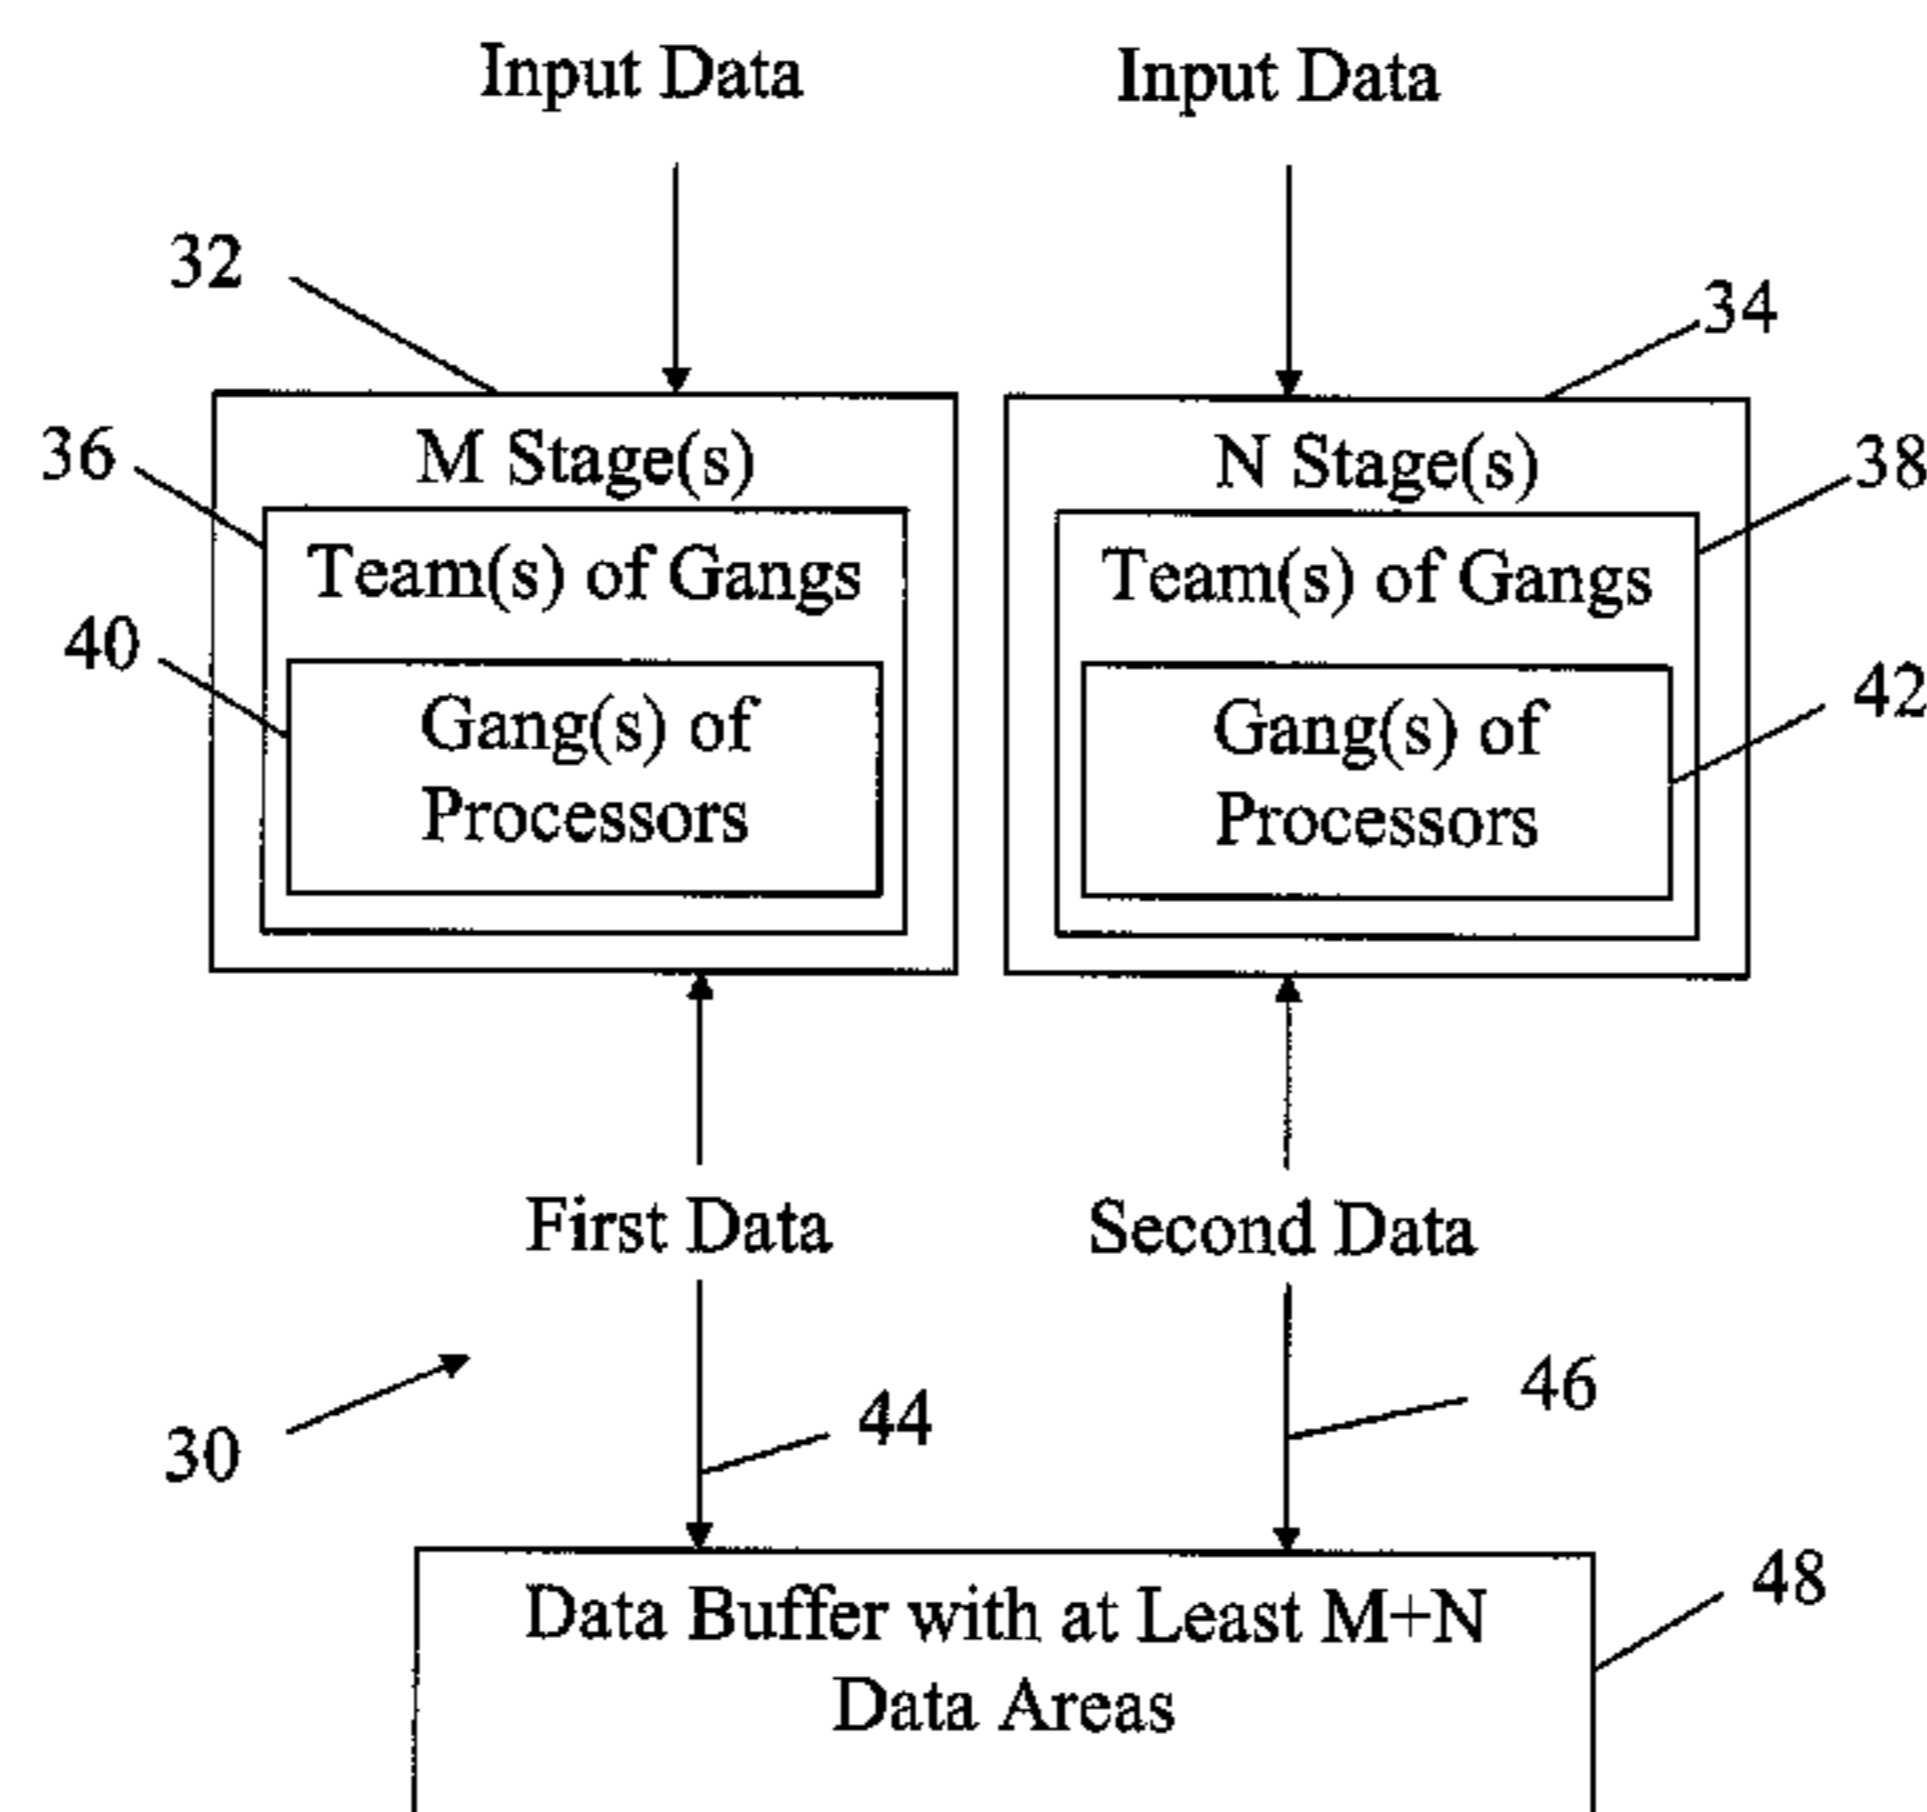 Input Data
Input Data
32
34
M Stage(s)
N Stage(s)
36
38
Team(s) of Gangs
Team(s) of Gangs
40
42
Gang(s) of
Processors
Gang(s) of
Processors
First Data
Second Data
30
44
46
Data Buffer with at Least M+N
Data Areas
48